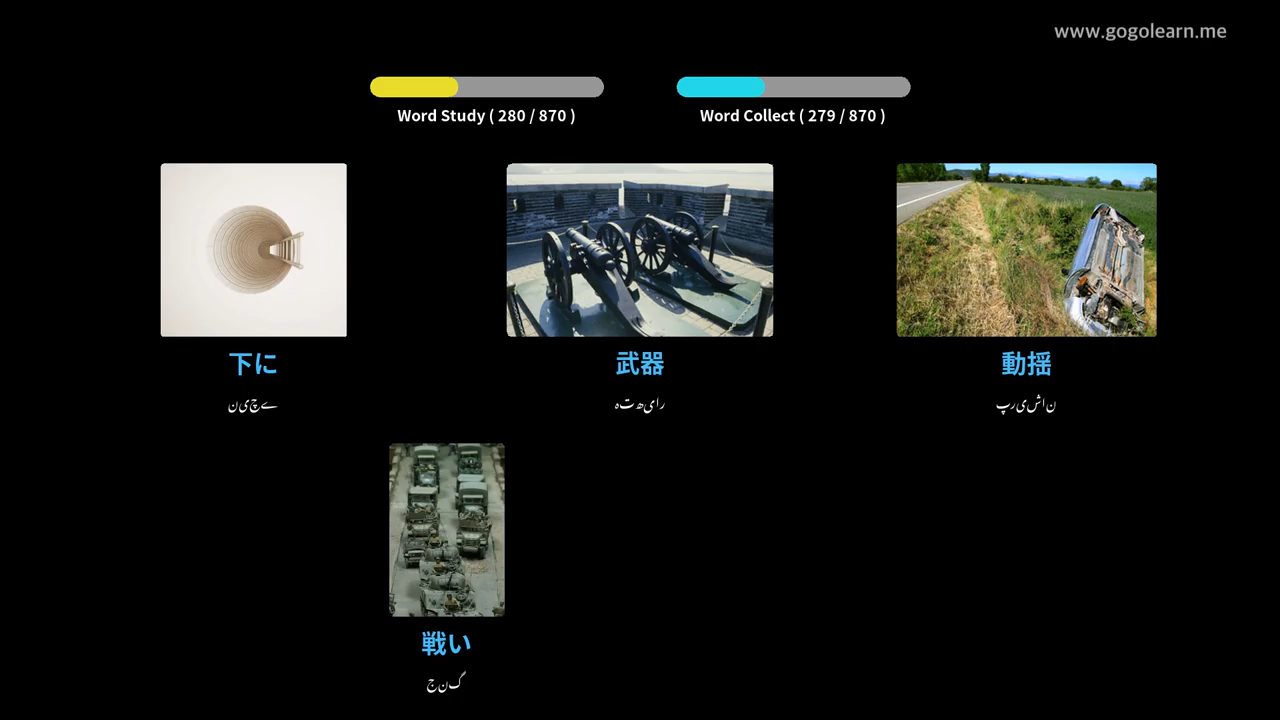 www.gogolearn.me
Word Study ( 280 / 870 )
Word Collect ( 279 / 870 )
下に
نیچے
武器
ہتھیار
動揺
پریشان
戦い
جنگ